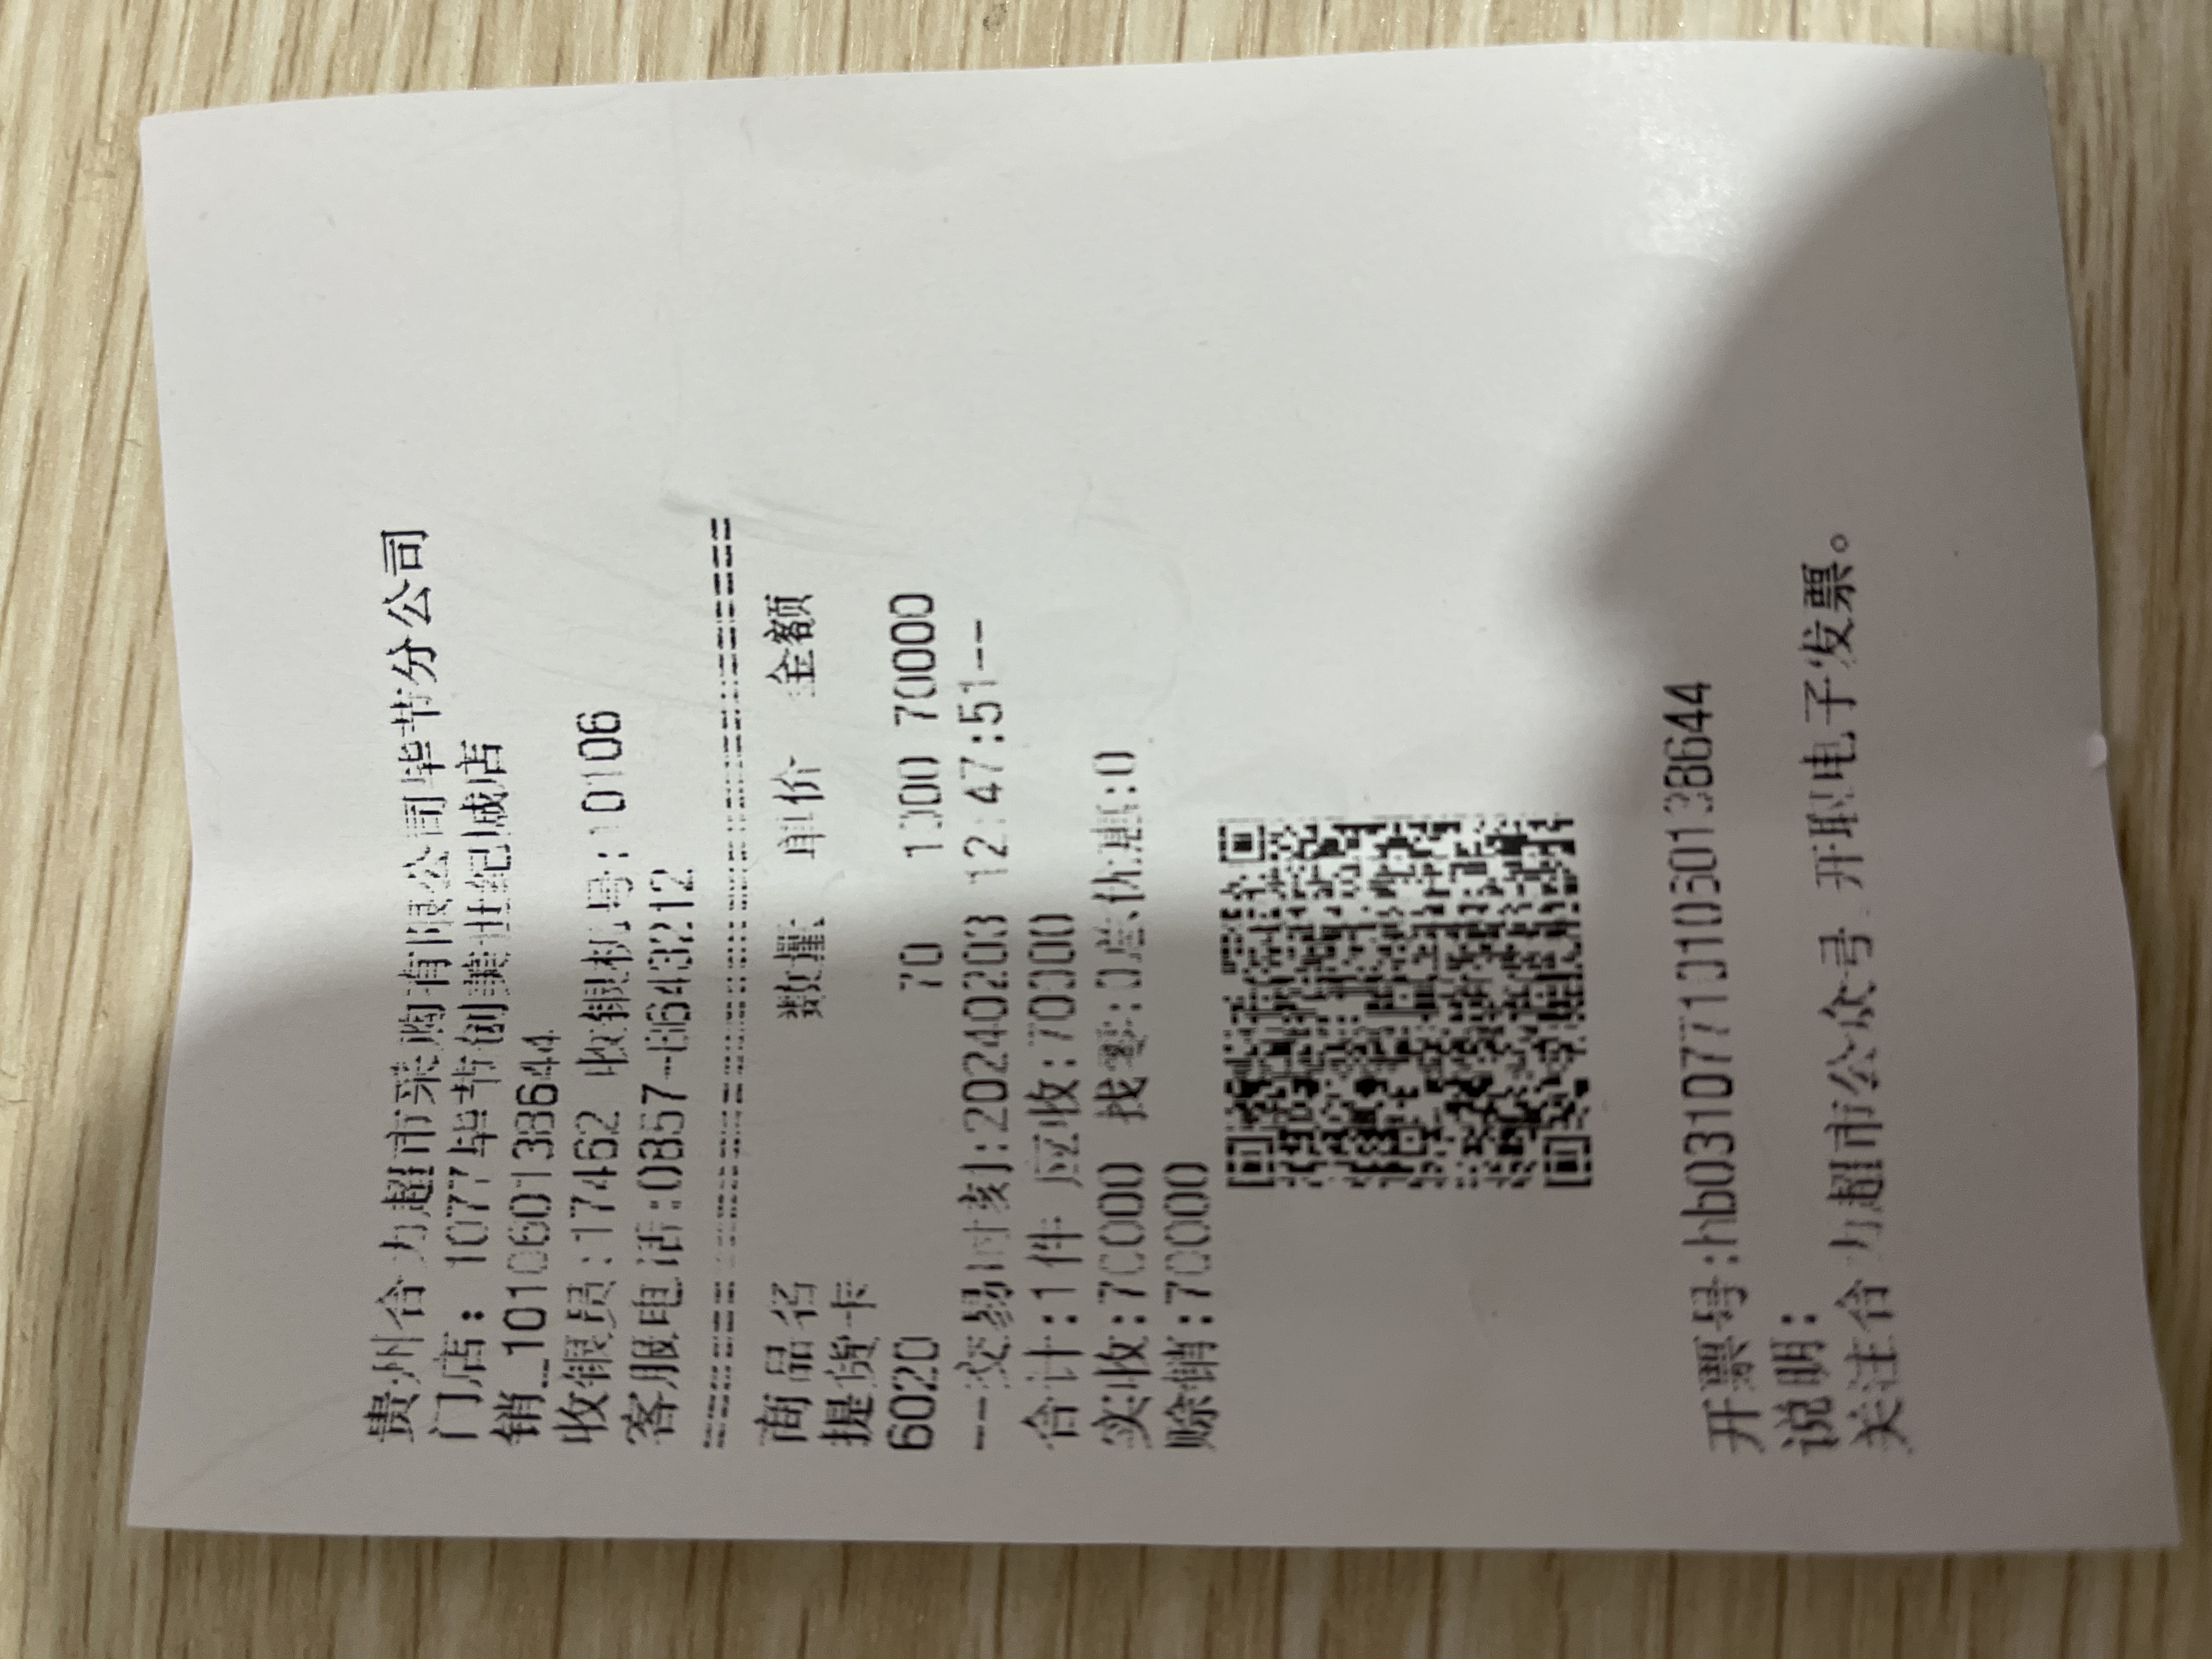 贵州合力超市采购有限公司毕节分公司
门店：1077毕节创美世纪城店
销_101060138644
收银员:17462 收银机号:10106
客服电话:0857-8643212
商品名 数量 单价 金额
提货卡
6020 70 1000 70000
--交易时刻:20240203 12:47:51--
合计:1件 应收:70000
实收:70000 找零:0总优惠:0
赊销:70000
开票号:hb031077101060138644
说明：
关注合力超市公众号 开取电子发票。